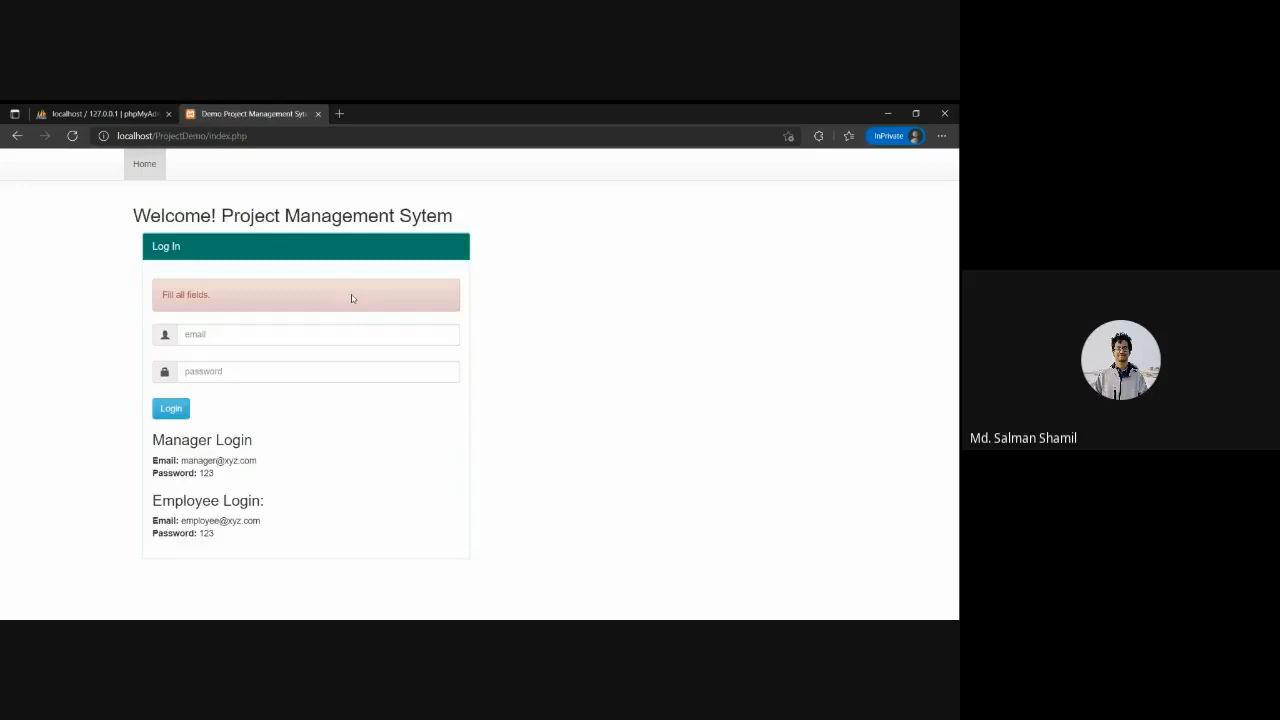 localhost / 127.0.0.1 | phpMyAd
Demo Project Management Syt
localhost/ProjectDemo/index.php
InPrivate
Home
Welcome! Project Management Sytem
Log In
Fill all fields.
email
password
Login
Manager Login
Email: manager@xyz.com
Password: 123
Employee Login:
Email: employee@xyz.com
Password: 123
Md. Salman Shamil